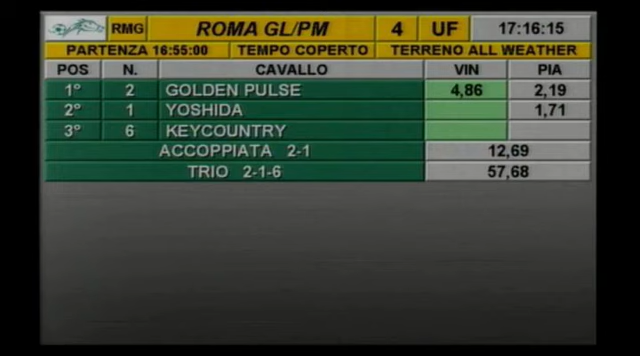 RMG ROMA GL/PM 4 UF 17:16:15
PARTENZA 16:55:00 TEMPO COPERTO TERRENO ALL WEATHER
POS N. CAVALLO VIN PIA
1° 2 GOLDEN PULSE 4,86 2,19
2° 1 YOSHIDA 1,71
3° 6 KEYCOUNTRY
ACCOPPIATA 2-1 12,69
TRIO 2-1-6 57,68